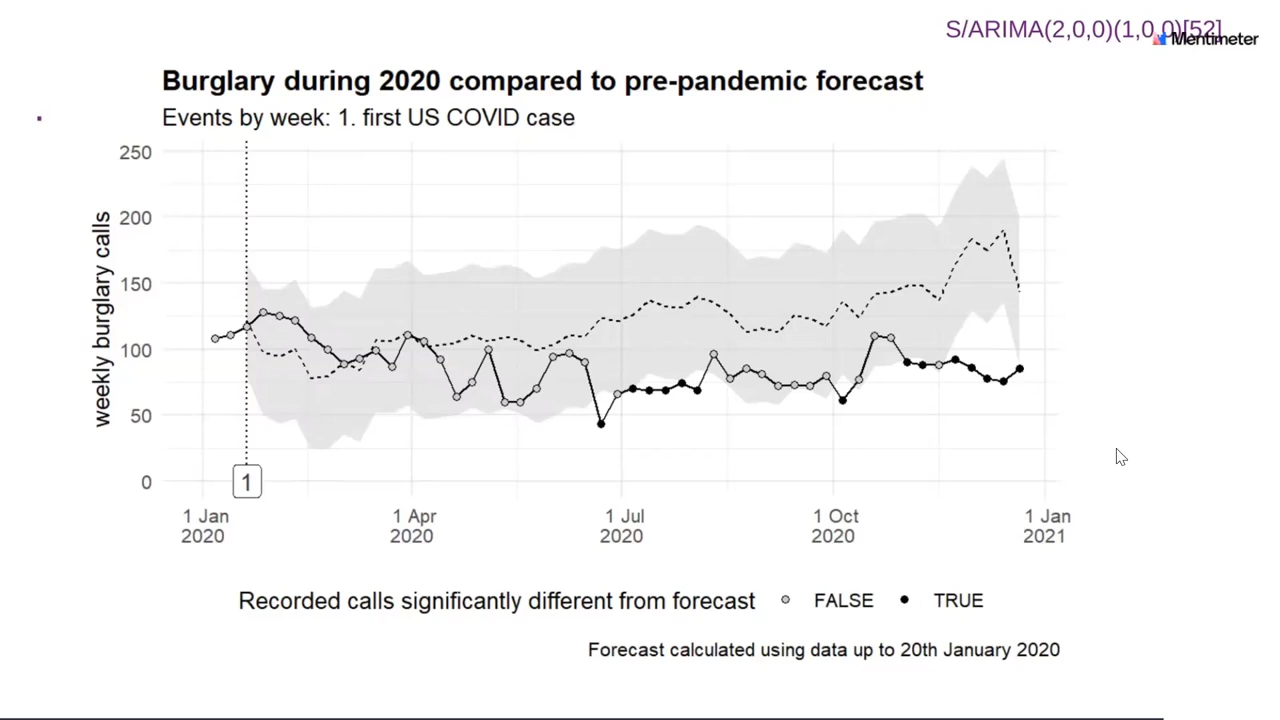 S/ARIMA(2,0,0)(1,0,0)[52]
Mentimeter
Burglary during 2020 compared to pre-pandemic forecast
Events by week: 1. first US COVID case
weekly burglary calls
250
200
150
100
50
0
1
1 Jan 2020
1 Apr 2020
1 Jul 2020
1 Oct 2020
1 Jan 2021
Recorded calls significantly different from forecast FALSE TRUE
Forecast calculated using data up to 20th January 2020